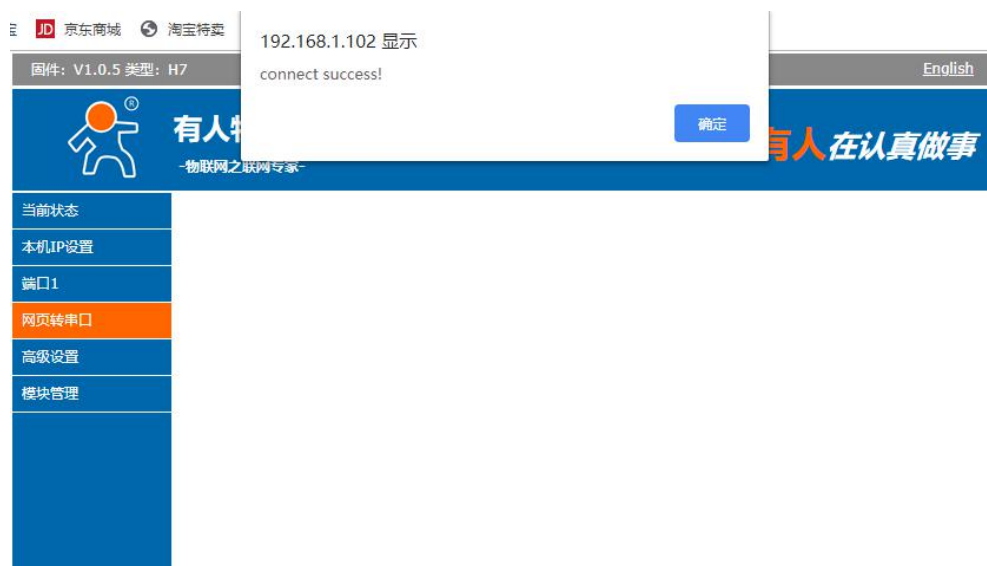 JD 京东商城 淘宝特卖
192.168.1.102 显示
connect success!
确定
固件: V1.0.5 类型: H7
English
®
有人
-物联网之联网专家-
有人在认真做事
当前状态
本机IP设置
端口1
网页转串口
高级设置
模块管理